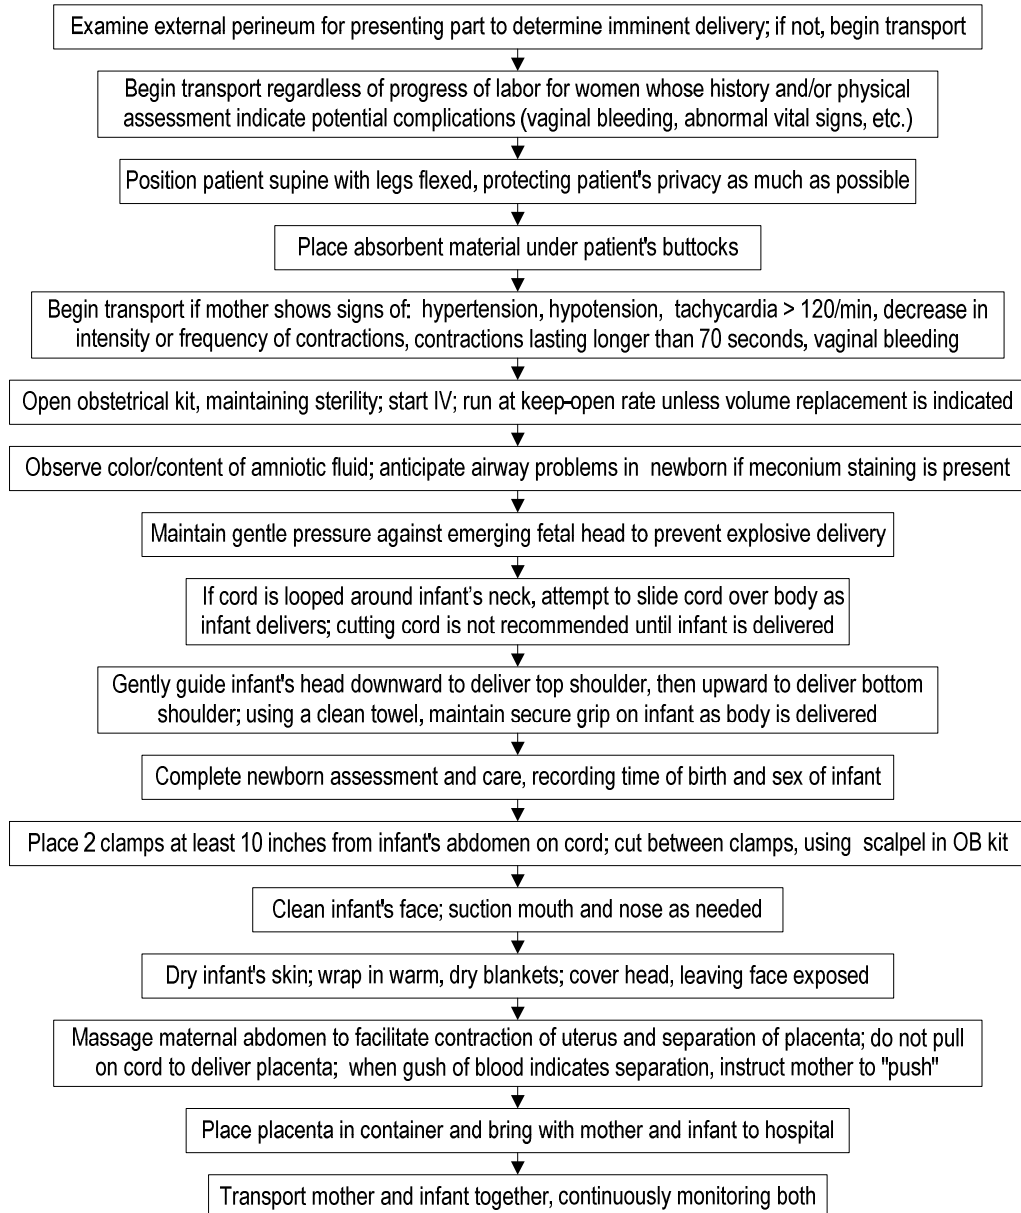 Examine external perineum for presenting part to determine imminent delivery; if not, begin transport
Begin transport regardless of progress of labor for women whose history and/or physical
assessment indicate potential complications (vaginal bleeding, abnormal vital signs, etc.)
Position patient supine with legs flexed, protecting patient's privacy as much as possible
Place absorbent material under patient's buttocks
Begin transport if mother shows signs of: hypertension, hypotension, tachycardia > 120/min, decrease in
intensity or frequency of contractions, contractions lasting longer than 70 seconds, vaginal bleeding
Open obstetrical kit, maintaining sterility; start IV; run at keep-open rate unless volume replacement is indicated
Observe color/content of amniotic fluid; anticipate airway problems in newborn if meconium staining is present
Maintain gentle pressure against emerging fetal head to prevent explosive delivery
If cord is looped around infant's neck, attempt to slide cord over body as
infant delivers; cutting cord is not recommended until infant is delivered
Gently guide infant's head downward to deliver top shoulder, then upward to deliver bottom
shoulder; using a clean towel, maintain secure grip on infant as body is delivered
Complete newborn assessment and care, recording time of birth and sex of infant
Place 2 clamps at least 10 inches from infant's abdomen on cord; cut between clamps, using scalpel in OB kit
Clean infant's face; suction mouth and nose as needed
Dry infant's skin; wrap in warm, dry blankets; cover head, leaving face exposed
Massage maternal abdomen to facilitate contraction of uterus and separation of placenta; do not pull
on cord to deliver placenta; when gush of blood indicates separation, instruct mother to "push"
Place placenta in container and bring with mother and infant to hospital
Transport mother and infant together, continuously monitoring both